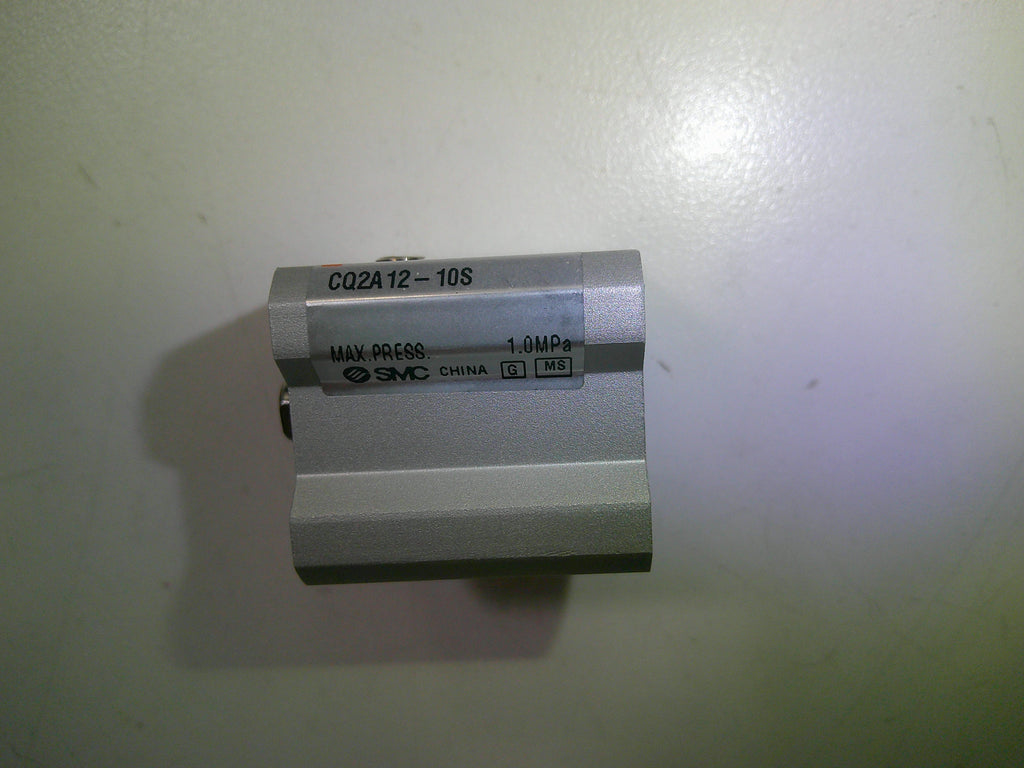 CQ2A12-10S
MAX.PRESS. 1.0MPa
SMC CHINA G MS